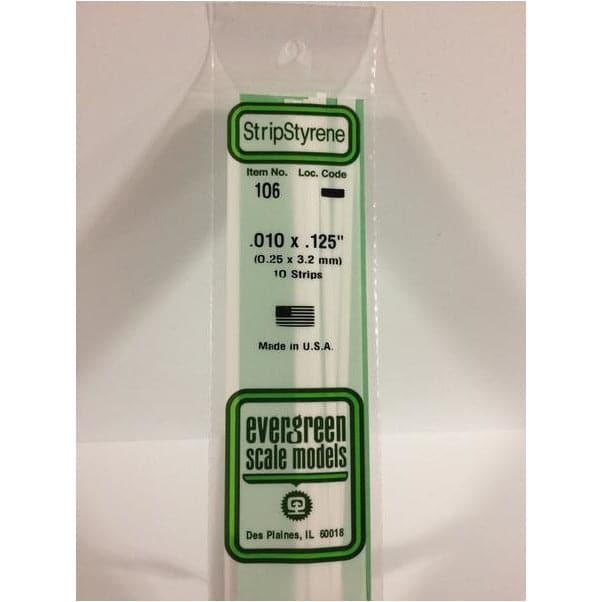 StripStyrene
Item No. Loc. Code
106
.010 x .125"
(0.25 x 3.2 mm)
10 Strips
Made in U.S.A.
evergreen
scale models
Des Plaines, IL 60018